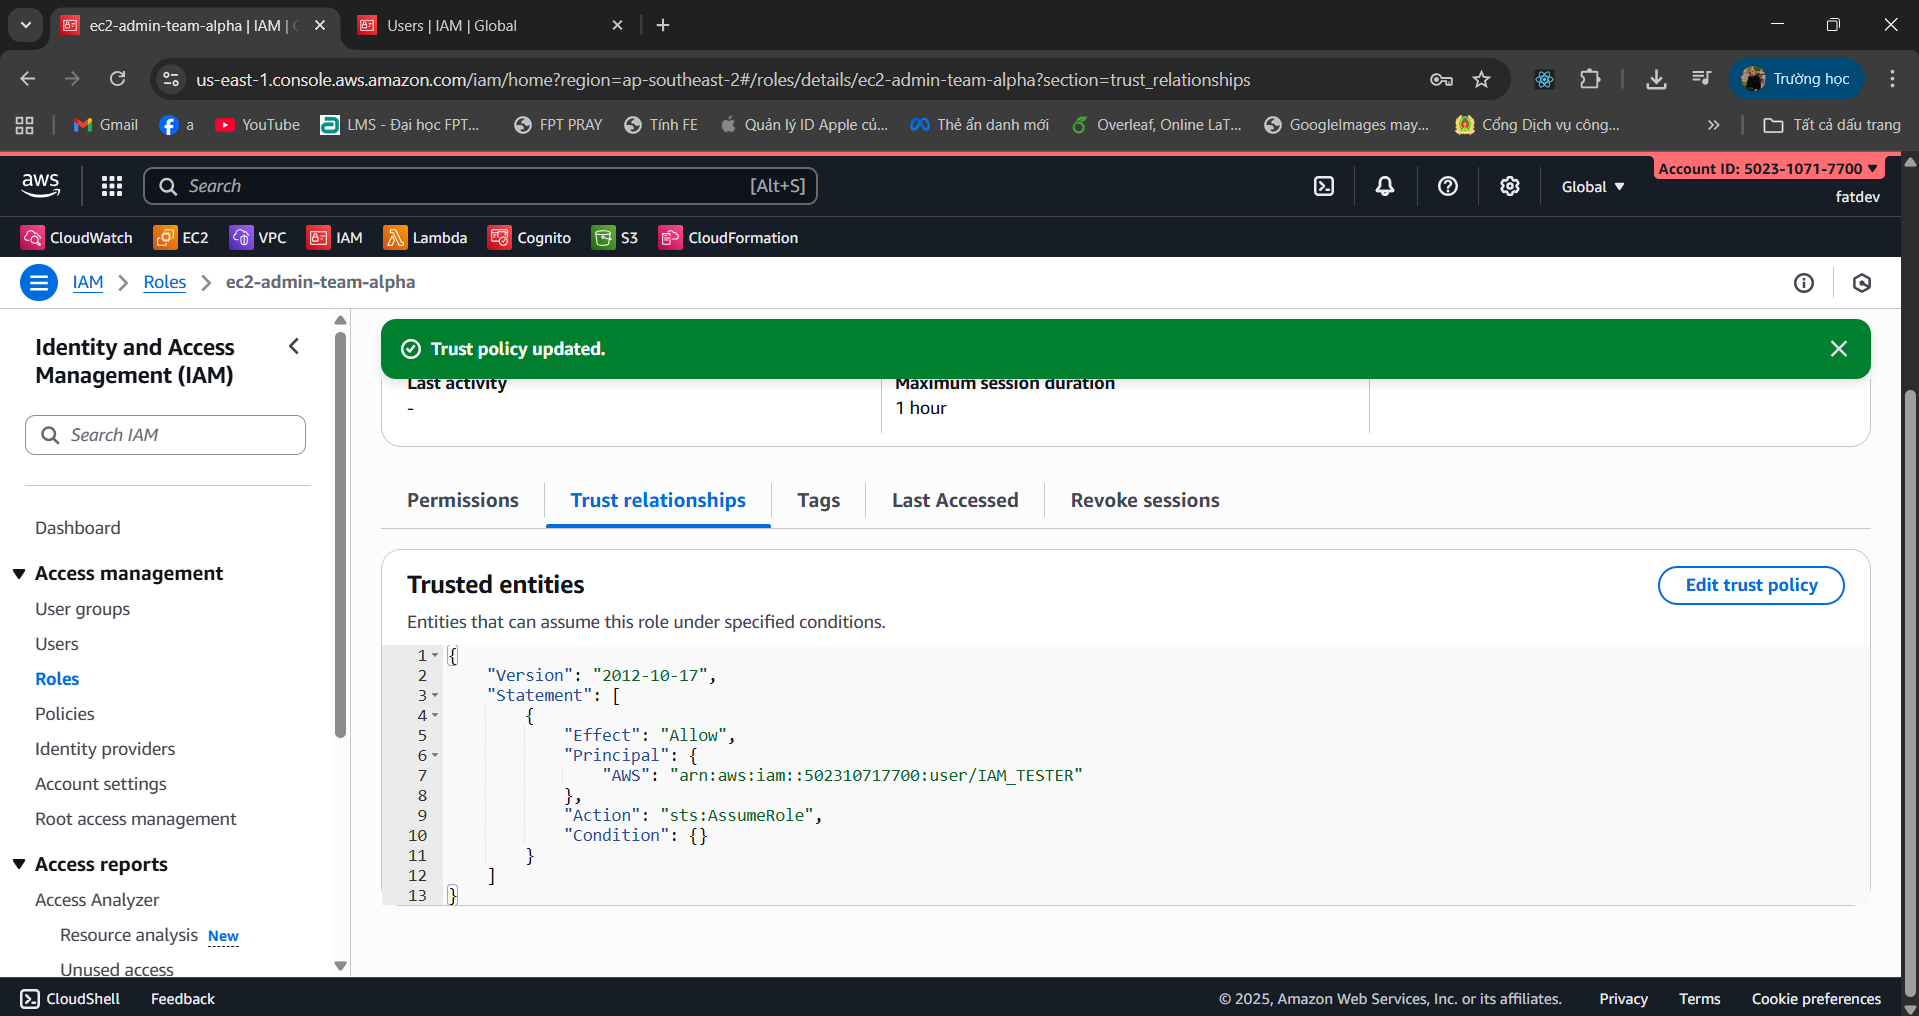 ec2-admin-team-alpha | IAM |
Users | IAM | Global
us-east-1.console.aws.amazon.com/iam/home?region=ap-southeast-2#/roles/details/ec2-admin-team-alpha?section=trust_relationships
Trường học
Gmail
a
YouTube
LMS - Đại học FPT...
FPT PRAY
Tính FE
Quản lý ID Apple củ...
Thẻ ẩn danh mới
Overleaf, Online LaT...
GoogleImages may...
Cổng Dịch vụ công...
Tất cả dấu trang
aws
Search
[Alt+S]
Global
Account ID: 5023-1071-7700
fatdev
CloudWatch
EC2
VPC
IAM
Lambda
Cognito
S3
CloudFormation
IAM
Roles
ec2-admin-team-alpha
Identity and Access
Management (IAM)
Search IAM
Dashboard
Access management
User groups
Users
Roles
Policies
Identity providers
Account settings
Root access management
Access reports
Access Analyzer
Resource analysis New
Unused access
Trust policy updated.
Last activity
-
Maximum session duration
1 hour
Permissions
Trust relationships
Tags
Last Accessed
Revoke sessions
Trusted entities
Edit trust policy
Entities that can assume this role under specified conditions.
1 {
2 "Version": "2012-10-17",
3 "Statement": [
4 {
5 "Effect": "Allow",
6 "Principal": {
7 "AWS": "arn:aws:iam::502310717700:user/IAM_TESTER"
8 },
9 "Action": "sts:AssumeRole",
10 "Condition": {}
11 }
12 ]
13 }
CloudShell
Feedback
© 2025, Amazon Web Services, Inc. or its affiliates.
Privacy
Terms
Cookie preferences